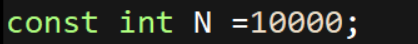 const int N =10000;